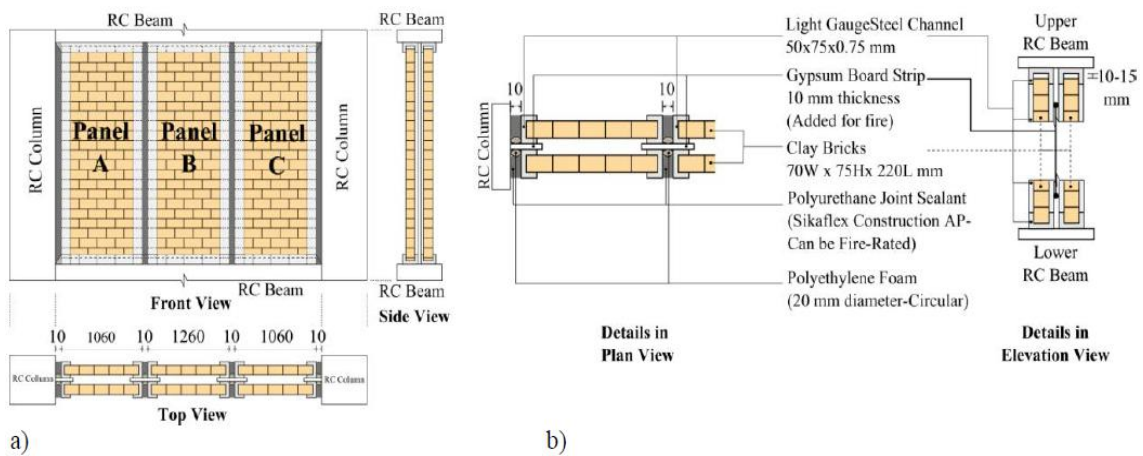 RC Beam
RC Column
Panel
A
Panel
B
Panel
C
RC Column
RC Beam
Front View
RC Beam
RC Beam
Side View
10
1060
10
1260
10
1060
10
RC Column
RC Column
Top View
a)
10
10
RC Column
Details in
Plan View
Light GaugeSteel Channel
50x75x0.75 mm
Gypsum Board Strip
10 mm thickness
(Added for fire)
Clay Bricks
70W x 75Hx 220L mm
Polyurethane Joint Sealant
(Sikaflex Construction AP-
Can be Fire-Rated)
Polyethylene Foam
(20 mm diameter-Circular)
Upper
RC Beam
10-15
mm
Lower
RC Beam
Details in
Elevation View
b)